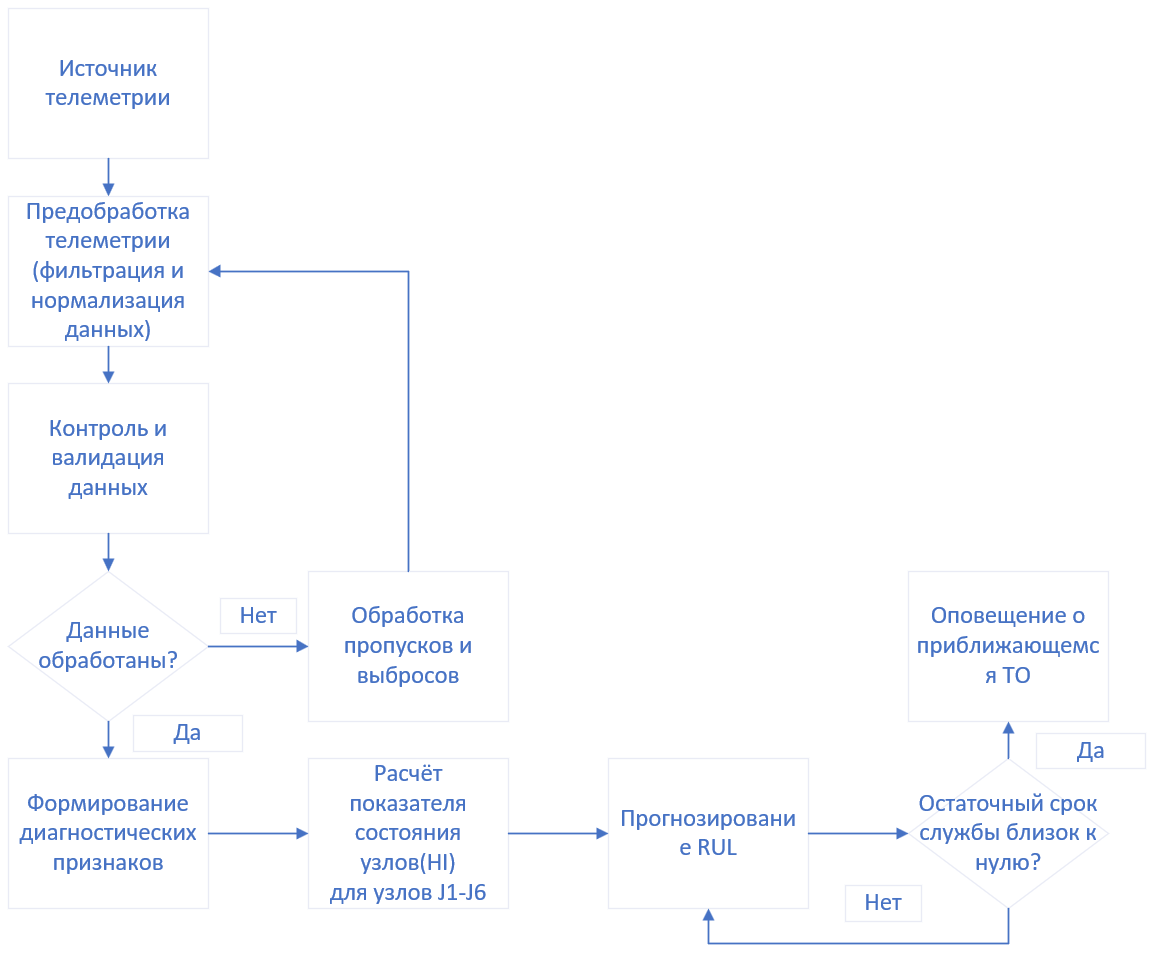 Источник
телеметрии
Предобработка
телеметрии
(фильтрация и
нормализация
данных)
Контроль и
валидация
данных
Данные
обработаны?
Нет
Обработка
пропусков и
выбросов
Да
Формирование
диагностических
признаков
Расчёт
показателя
состояния
узлов(HI)
для узлов J1-J6
Прогнозировани
е RUL
Остаточный срок
службы близок к
нулю?
Да
Оповещение о
приближающемс
я ТО
Нет